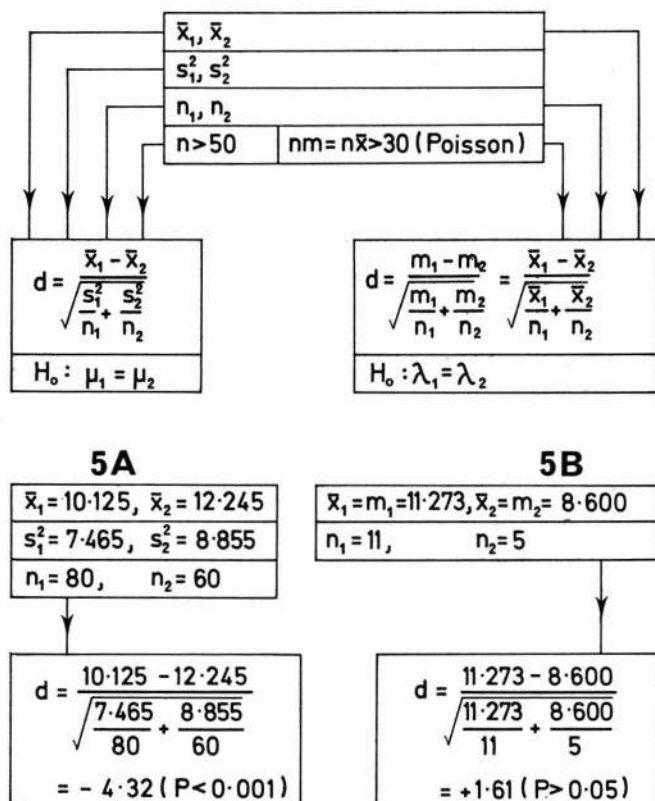 x̄₁, x̄₂
s₁², s₂²
n₁, n₂
n>50 nm=nx̄>30 (Poisson)
d = (x̄₁ − x̄₂) / √(s₁²/n₁ + s₂²/n₂)
H₀: μ₁ = μ₂
d = (m₁ − m₂) / √(m₁/n₁ + m₂/n₂) = (x̄₁ − x̄₂) / √(x̄₁/n₁ + x̄₂/n₂)
H₀: λ₁ = λ₂
5A
x̄₁=10·125, x̄₂=12·245
s₁²=7·465, s₂²=8·855
n₁=80, n₂=60
d = (10·125 − 12·245) / √(7·465/80 + 8·855/60)
= − 4·32 (P<0·001)
5B
x̄₁=m₁=11·273, x̄₂=m₂= 8·600
n₁=11, n₂=5
d = (11·273 − 8·600) / √(11·273/11 + 8·600/5)
= +1·61 (P>0·05)